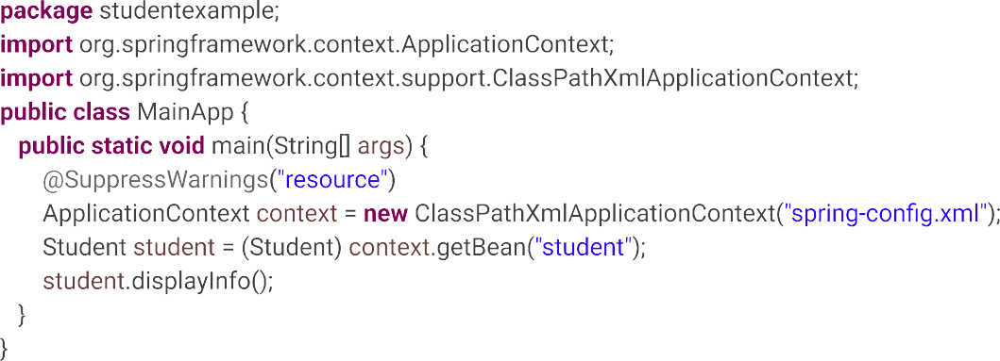 package studentexample;
import org.springframework.context.ApplicationContext;
import org.springframework.context.support.ClassPathXmlApplicationContext;
public class MainApp {
public static void main(String[] args) {
@SuppressWarnings("resource")
ApplicationContext context = new ClassPathXmlApplicationContext("spring-config.xml");
Student student = (Student) context.getBean("student");
student.displayInfo();
}
}